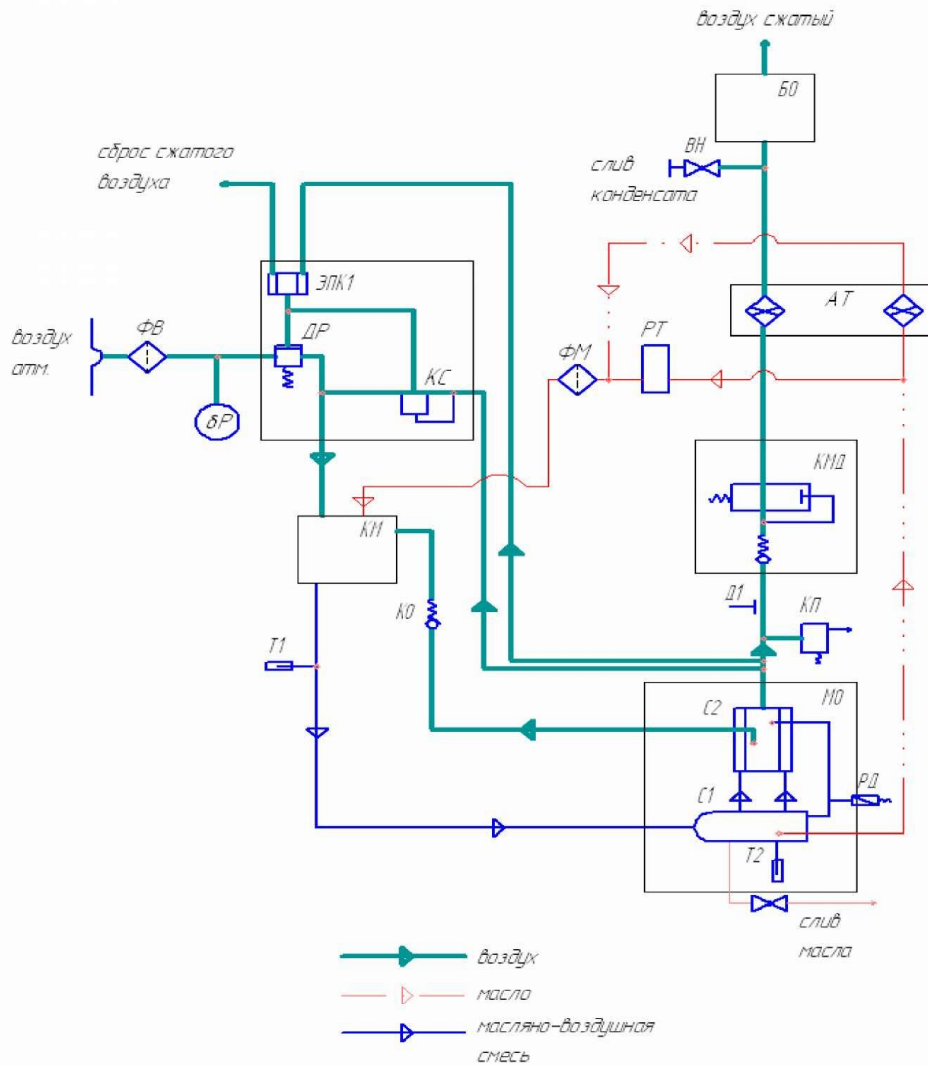 воздух сжатый
БО
ВН
слив
конденсата
сброс сжатого
воздуха
ЭПК1
ДР
КС
ФВ
воздух
атм.
δР
АТ
РТ
ФМ
КМД
КМ
Д1
КП
КО
Т1
МО
С2
РД
С1
Т2
слив
масла
воздух
масло
масляно-воздушная
смесь